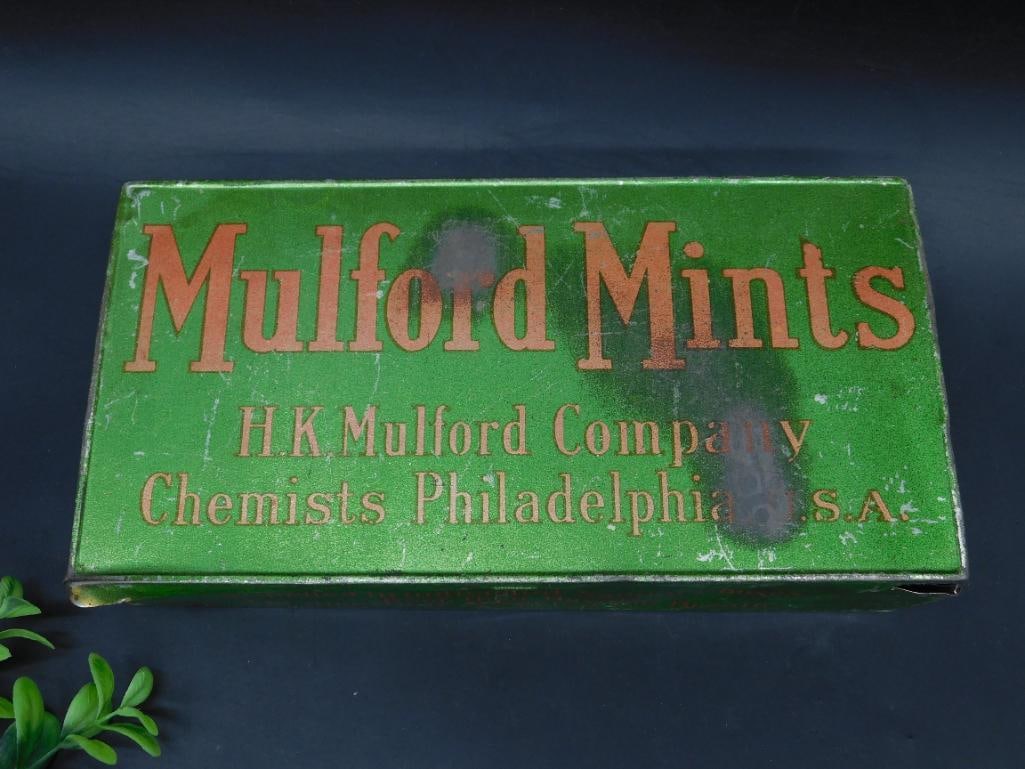 Mulford Mints
H.K. Mulford Company
Chemists Philadelphia U.S.A.